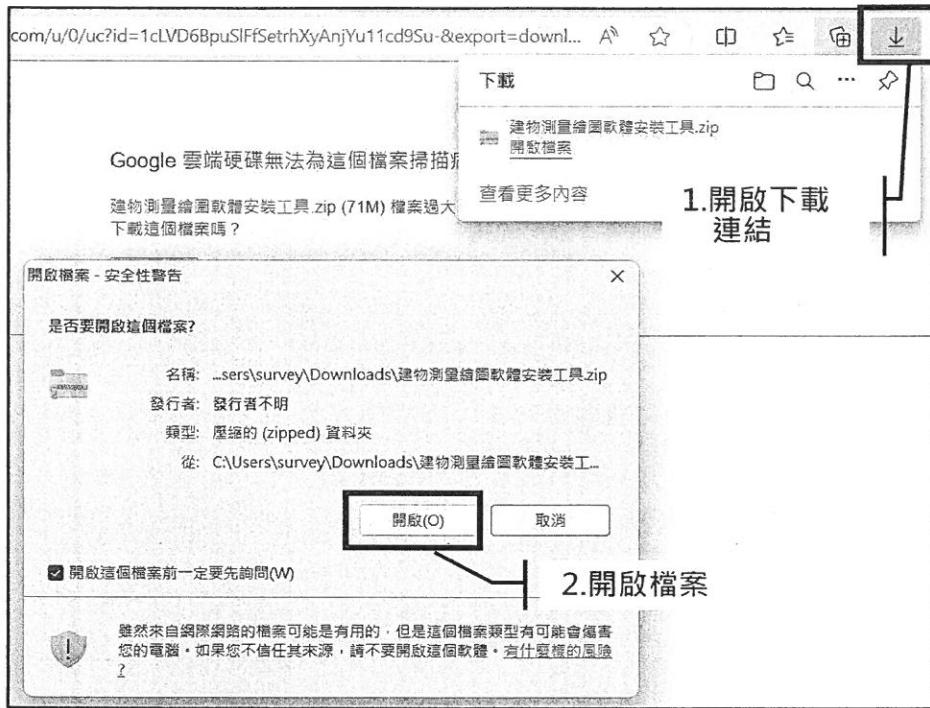 com/u/0/uc?id=1cLVD6BpuSlFfSetrhXyAnjYu11cd9Su-&export=downl...
下載
建物測量繪圖軟體安裝工具.zip
開啟檔案
查看更多內容
1.開啟下載
連結
Google 雲端硬碟無法為這個檔案掃描
建物測量繪圖軟體安裝工具.zip (71M) 檔案過大
下載這個檔案嗎？
開啟檔案 - 安全性警告
是否要開啟這個檔案?
名稱: ...sers\survey\Downloads\建物測量繪圖軟體安裝工具.zip
發行者: 發行者不明
類型: 壓縮的 (zipped) 資料夾
從: C:\Users\survey\Downloads\建物測量繪圖軟體安裝工...
開啟(O)
取消
開啟這個檔案前一定要先詢問(W)
2.開啟檔案
雖然來自網際網路的檔案可能是有用的，但是這個檔案類型有可能會傷害
您的電腦。如果您不信任其來源，請不要開啟這個軟體。有什麼樣的風險
?